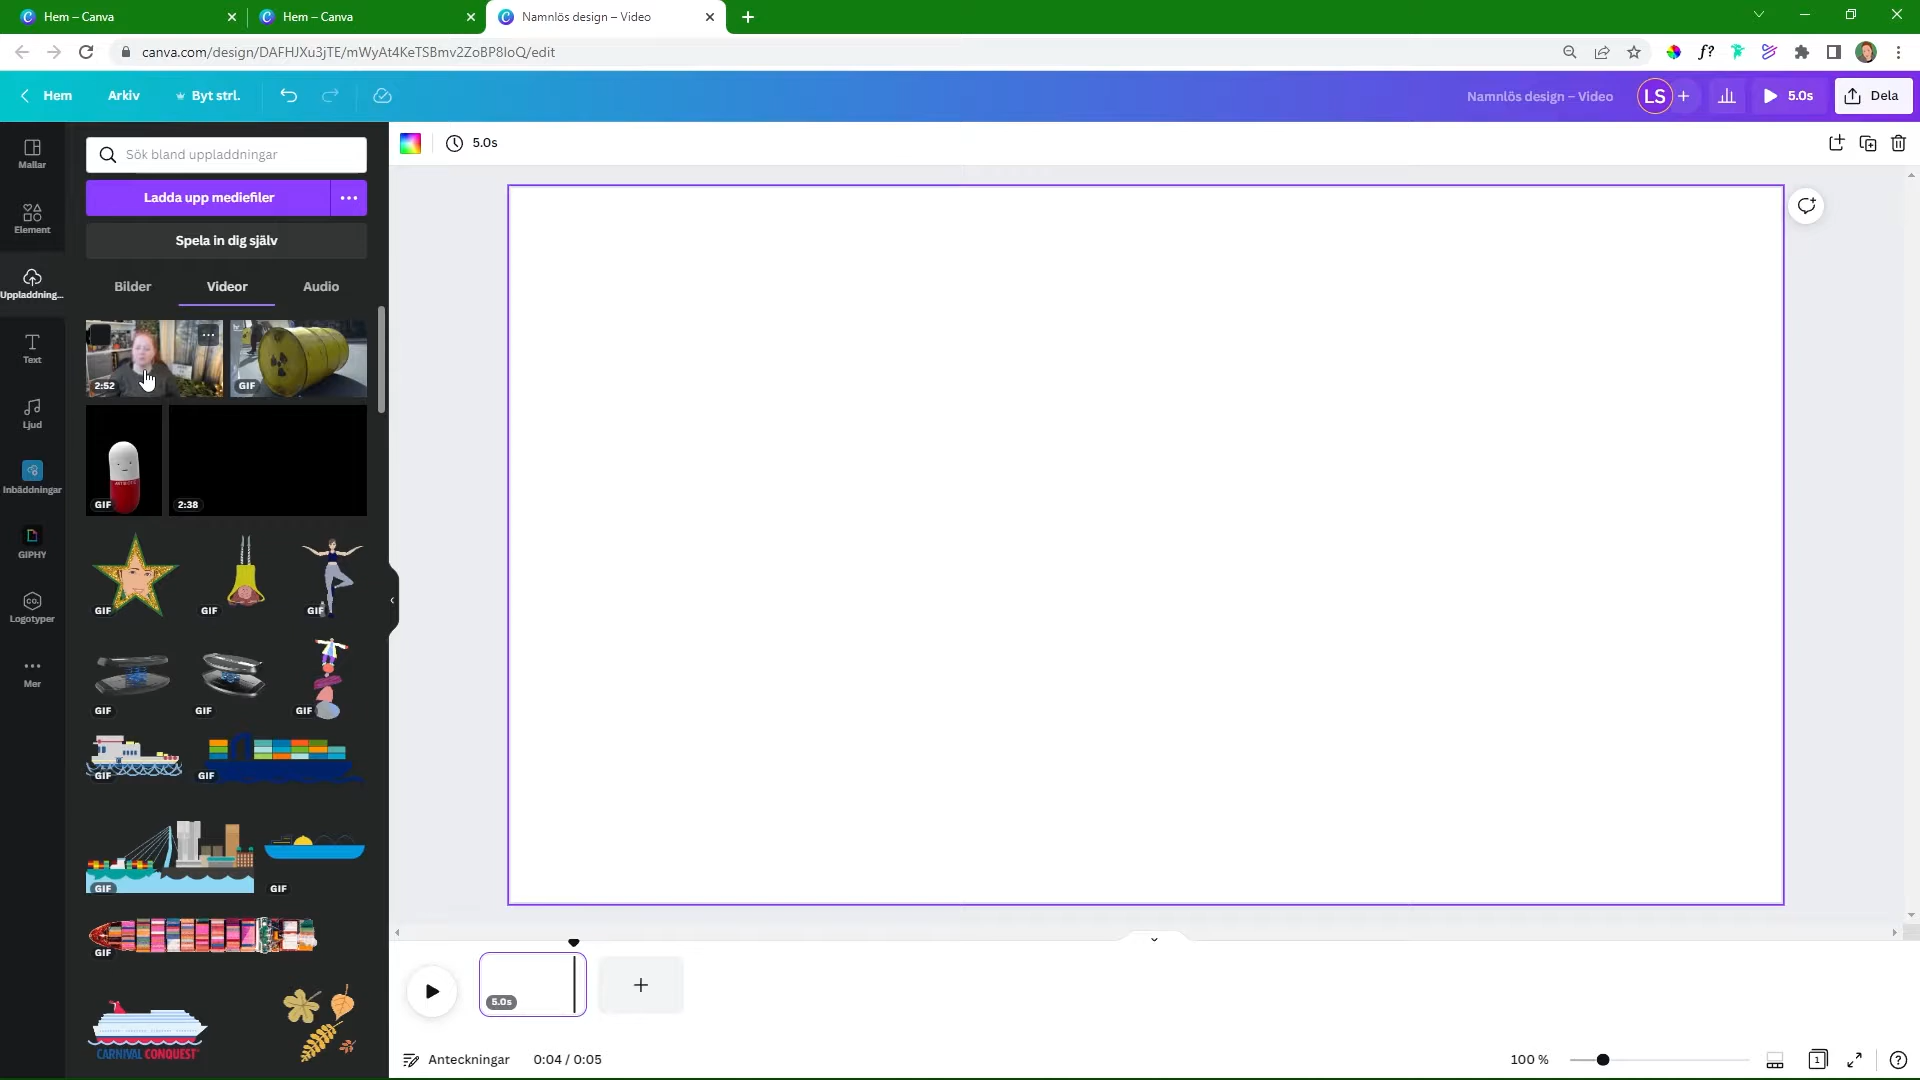 Hem – Canva
Hem – Canva
Namnlös design – Video
canva.com/design/DAFHJXu3jTE/mWyAt4KeTSBmv2ZoBP8IoQ/edit
f?
Hem
Arkiv
Byt strl.
Namnlös design – Video
LS
5.0s
Dela
Mallar
Element
Uppladdning...
Text
Ljud
Inbäddningar
GIPHY
CO.
Logotyper
Mer
Sök bland uppladdningar
Ladda upp mediefiler
Spela in dig själv
Bilder
Videor
Audio
2:52
GIF
GIF
2:38
GIF
GIF
GIF
GIF
GIF
GIF
GIF
GIF
GIF
GIF
GIF
CARNIVAL CONQUEST
5.0s
5.0s
Anteckningar
0:04 / 0:05
100 %
1